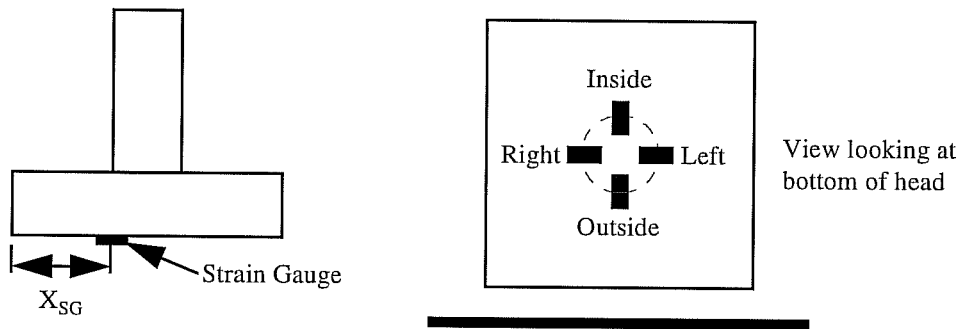 Strain Gauge
X_SG
Inside
Right
Left
Outside
View looking at
bottom of head